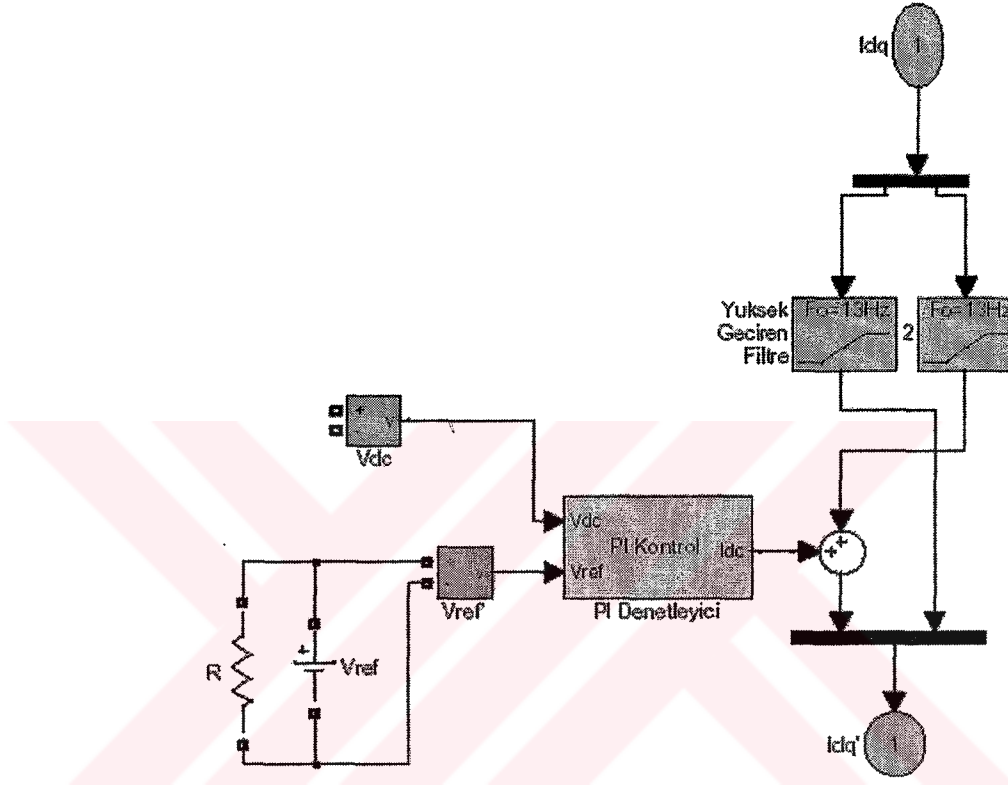 Idq 1
Yuksek
Geciren
Filtre
Fo=13Hz
2
Fo=13Hz
+
-
v
Vdc
Vdc
PI Kontrol
Idc
Vref
PI Denetleyici
+ +
v
Vref'
R
+
Vref
Idq' 1